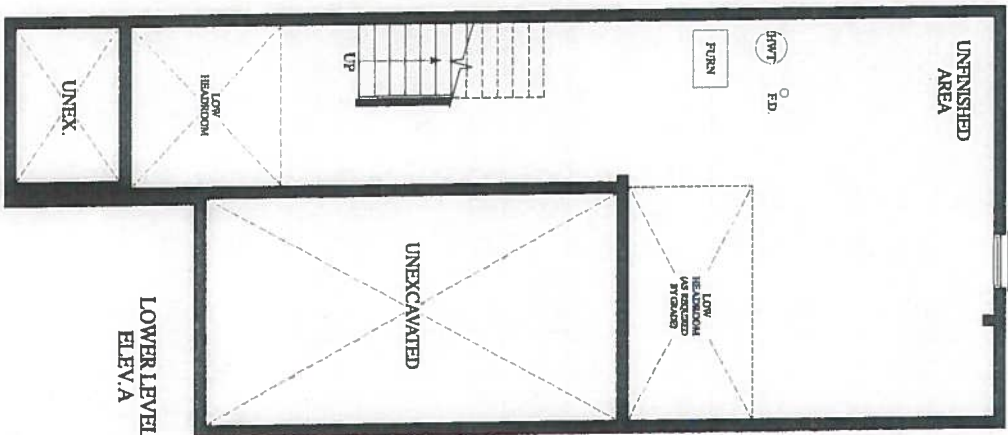 UNFINISHED
AREA
HWT
F.D.
FURN
LOW
HEADROOM
(AS REQUIRED
BY GRADE)
UP
UNEXCAVATED
LOW
HEADROOM
UNEX.
LOWER LEVEL
ELEV. A